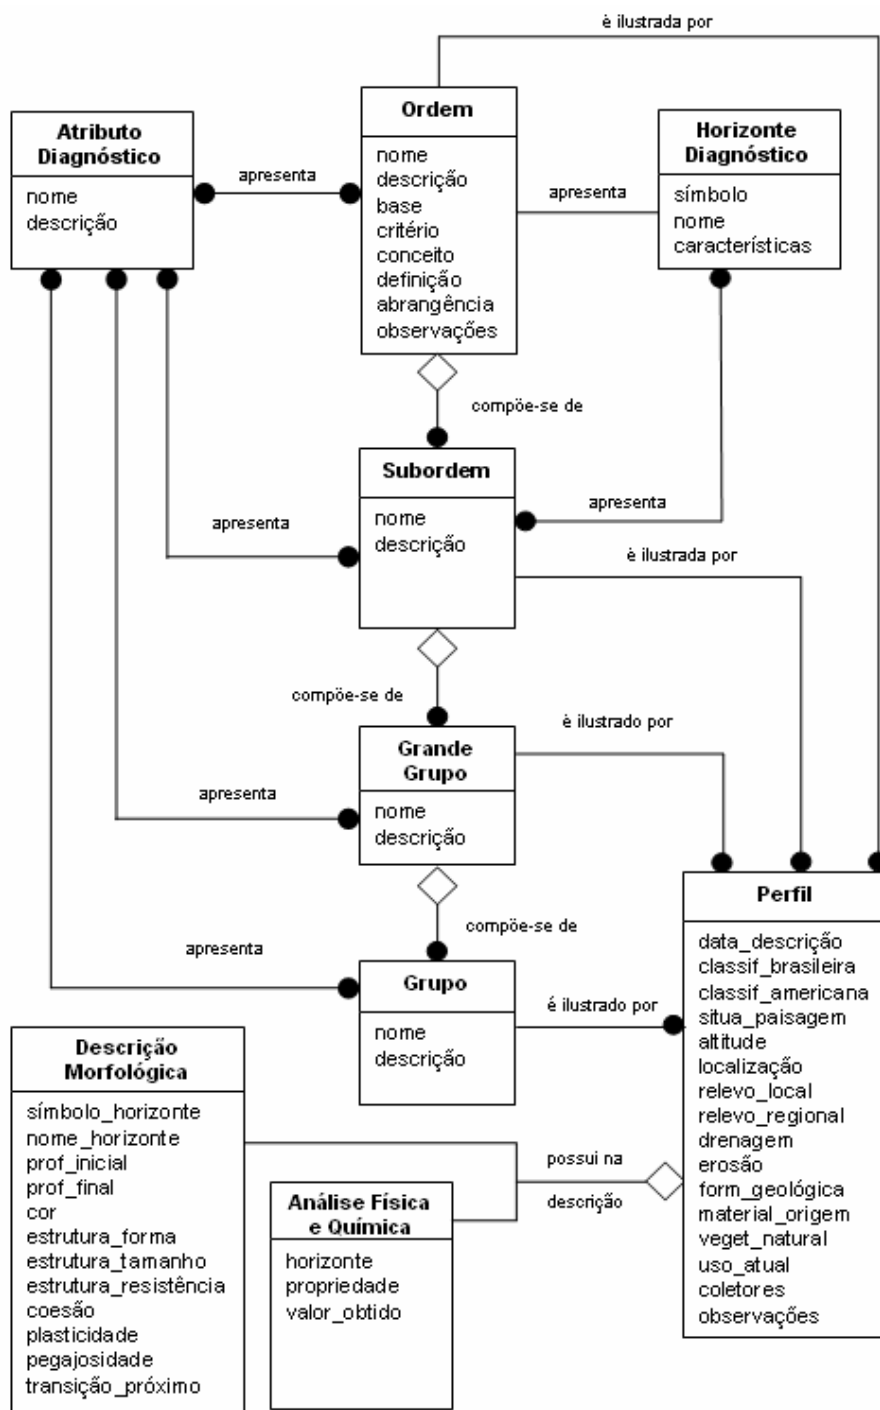 è ilustrada por
Atributo
Diagnóstico
nome
descrição
apresenta
Ordem
nome
descrição
base
critério
conceito
definição
abrangência
observações
apresenta
Horizonte
Diagnóstico
símbolo
nome
características
compõe-se de
Subordem
nome
descrição
apresenta
apresenta
è ilustrada por
compõe-se de
Grande
Grupo
nome
descrição
apresenta
è ilustrado por
compõe-se de
Grupo
nome
descrição
apresenta
é ilustrado por
Perfil
data_descrição
classif_brasileira
classif_americana
situa_paisagem
altitude
localização
relevo_local
relevo_regional
drenagem
erosão
form_geológica
material_origem
veget_natural
uso_atual
coletores
observações
Descrição
Morfológica
símbolo_horizonte
nome_horizonte
prof_inicial
prof_final
cor
estrutura_forma
estrutura_tamanho
estrutura_resistência
coesão
plasticidade
pegajosidade
transição_próximo
possui na
descrição
Análise Física
e Química
horizonte
propriedade
valor_obtido